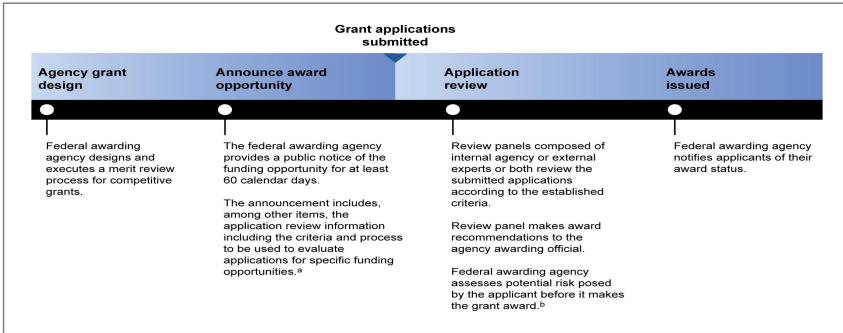 Grant applications
submitted
Agency grant
design
Announce award
opportunity
Application
review
Awards
issued
Federal awarding
agency designs and
executes a merit review
process for competitive
grants.
The federal awarding agency
provides a public notice of the
funding opportunity for at least
60 calendar days.
The announcement includes,
among other items, the
application review information
including the criteria and process
to be used to evaluate
applications for specific funding
opportunities.ᵃ
Review panels composed of
internal agency or external
experts or both review the
submitted applications
according to the established
criteria.
Review panel makes award
recommendations to the
agency awarding official.
Federal awarding agency
assesses potential risk posed
by the applicant before it makes
the grant award.ᵇ
Federal awarding agency
notifies applicants of their
award status.